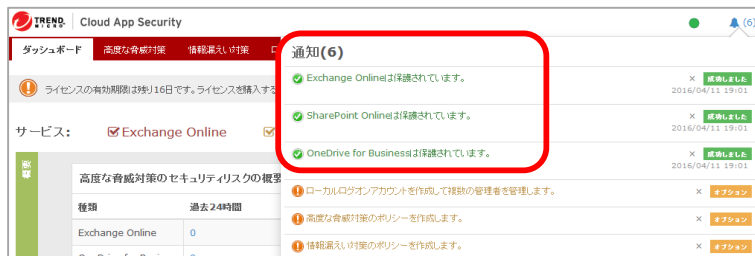 TREND MICRO Cloud App Security
(6)
ダッシュボード 高度な脅威対策 情報漏えい対策
通知(6)
Exchange Onlineは保護されています。
× 成功しました
2016/04/11 19:01
ライセンスの有効期限は残り16日です。ライセンスを購入する
SharePoint Onlineは保護されています。
× 成功しました
2016/04/11 19:01
サービス: Exchange Online
OneDrive for Businessは保護されています。
× 成功しました
2016/04/11 19:01
概要
高度な脅威対策のセキュリティリスクの概要
ローカルログオンアカウントを作成して複数の管理者を管理します。
× オプション
種類 過去24時間
高度な脅威対策のポリシーを作成します。
× オプション
Exchange Online 0
情報漏えい対策のポリシーを作成します。
× オプション